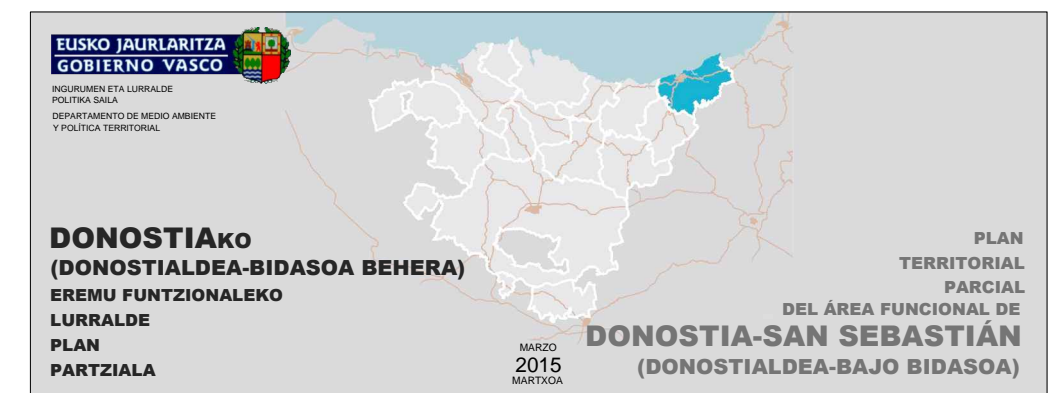 EUSKO JAURLARITZA
GOBIERNO VASCO
INGURUMEN ETA LURRALDE
POLITIKA SAILA
DEPARTAMENTO DE MEDIO AMBIENTE
Y POLÍTICA TERRITORIAL
DONOSTIAKO
(DONOSTIALDEA-BIDASOA BEHERA)
EREMU FUNTZIONALEKO
LURRALDE
PLAN
PARTZIALA
MARZO
2015
MARTXOA
PLAN
TERRITORIAL
PARCIAL
DEL ÁREA FUNCIONAL DE
DONOSTIA-SAN SEBASTIÁN
(DONOSTIALDEA-BAJO BIDASOA)